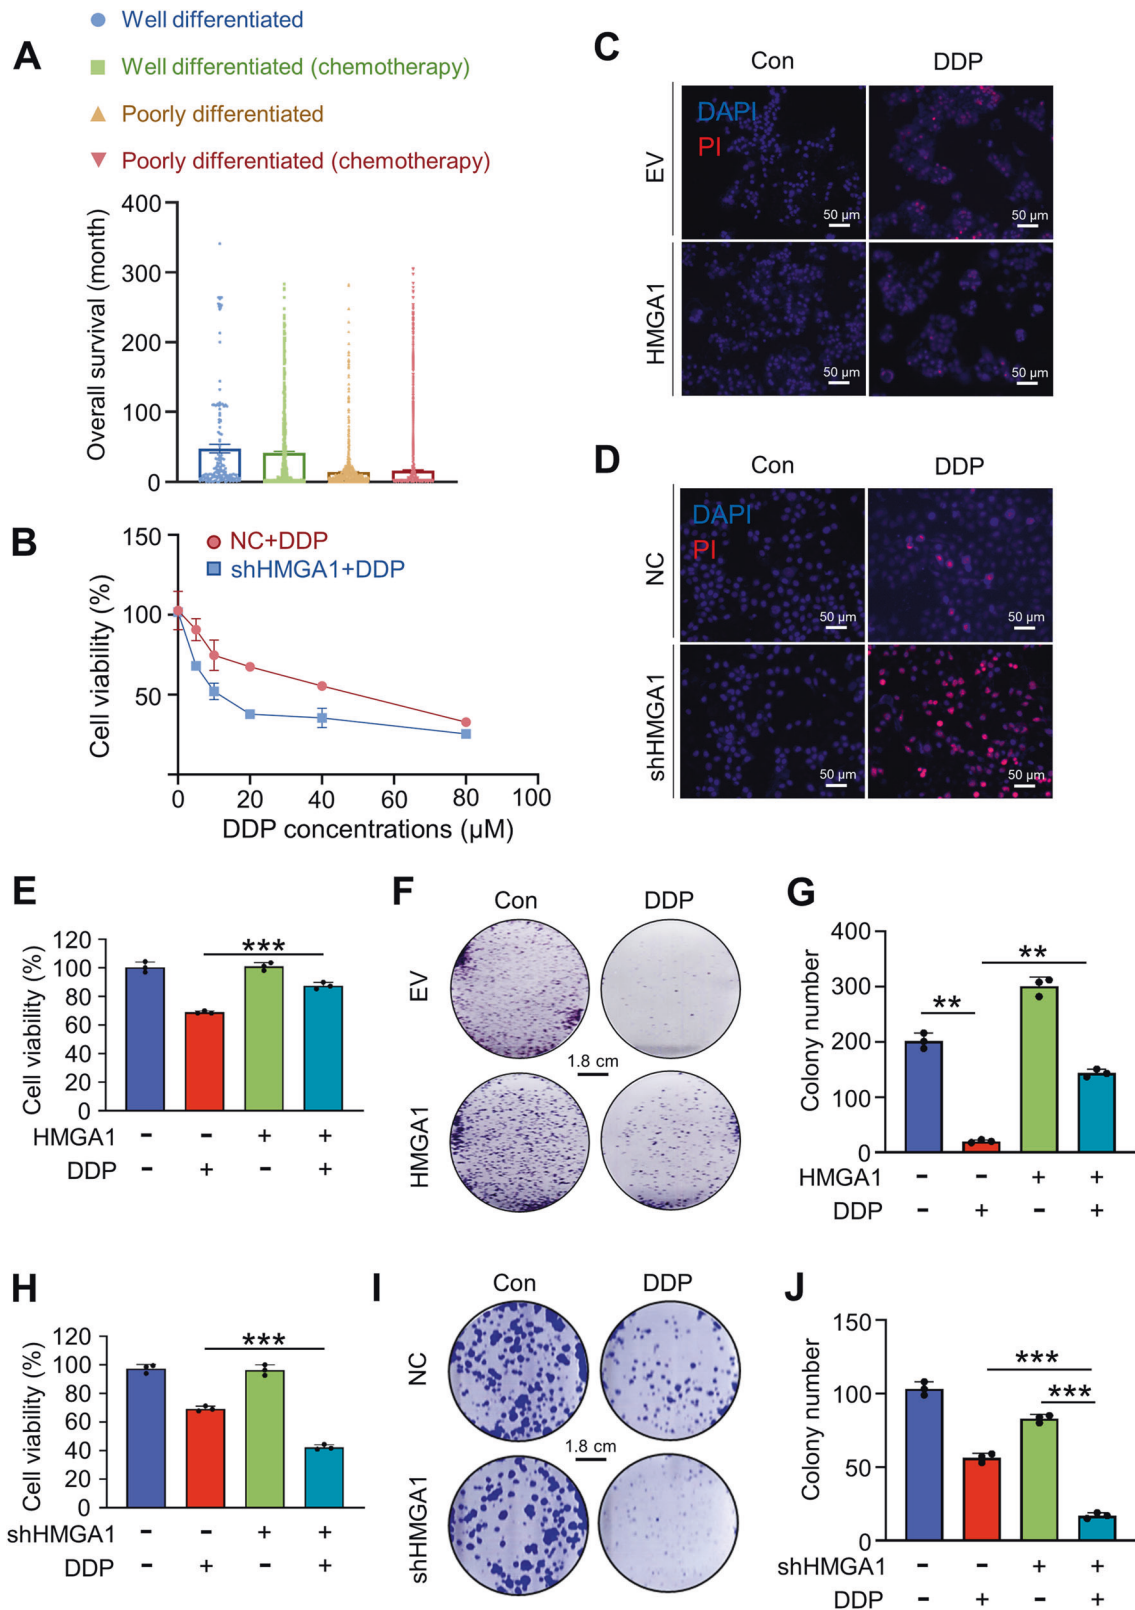 A
Well differentiated
Well differentiated (chemotherapy)
Poorly differentiated
Poorly differentiated (chemotherapy)
Overall survival (month)
400
300
200
100
0
B
NC+DDP
shHMGA1+DDP
Cell viability (%)
150
100
50
0 20 40 60 80 100
DDP concentrations (μM)
C
Con DDP
EV
DAPI
PI
50 μm 50 μm
HMGA1
50 μm 50 μm
D
Con DDP
NC
DAPI
PI
50 μm 50 μm
shHMGA1
50 μm 50 μm
E
Cell viability (%)
120
100
80
60
40
20
0
***
HMGA1 - - + +
DDP - + - +
F
Con DDP
EV
1.8 cm
HMGA1
G
Colony number
400
300
200
100
0
**
**
HMGA1 - - + +
DDP - + - +
H
Cell viability (%)
120
100
80
60
40
20
0
***
shHMGA1 - - + +
DDP - + - +
I
Con DDP
NC
1.8 cm
shHMGA1
J
Colony number
150
100
50
0
***
***
shHMGA1 - - + +
DDP - + - +